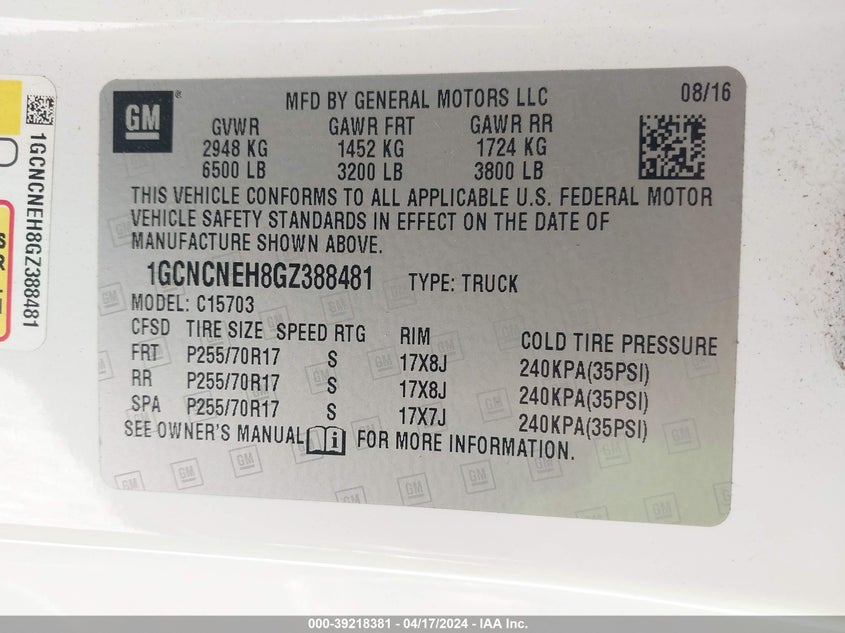 GM
MFD BY GENERAL MOTORS LLC 08/16
GVWR GAWR FRT GAWR RR
2948 KG 1452 KG 1724 KG
6500 LB 3200 LB 3800 LB
THIS VEHICLE CONFORMS TO ALL APPLICABLE U.S. FEDERAL MOTOR
VEHICLE SAFETY STANDARDS IN EFFECT ON THE DATE OF
MANUFACTURE SHOWN ABOVE.
1GCNCNEH8GZ388481 TYPE: TRUCK
MODEL: C15703
CFSD TIRE SIZE SPEED RTG RIM COLD TIRE PRESSURE
FRT P255/70R17 S 17X8J 240KPA(35PSI)
RR P255/70R17 S 17X8J 240KPA(35PSI)
SPA P255/70R17 S 17X7J 240KPA(35PSI)
SEE OWNER'S MANUAL FOR MORE INFORMATION.
1GCNCNEH8GZ388481
000-39218381 - 04/17/2024 - IAA Inc.